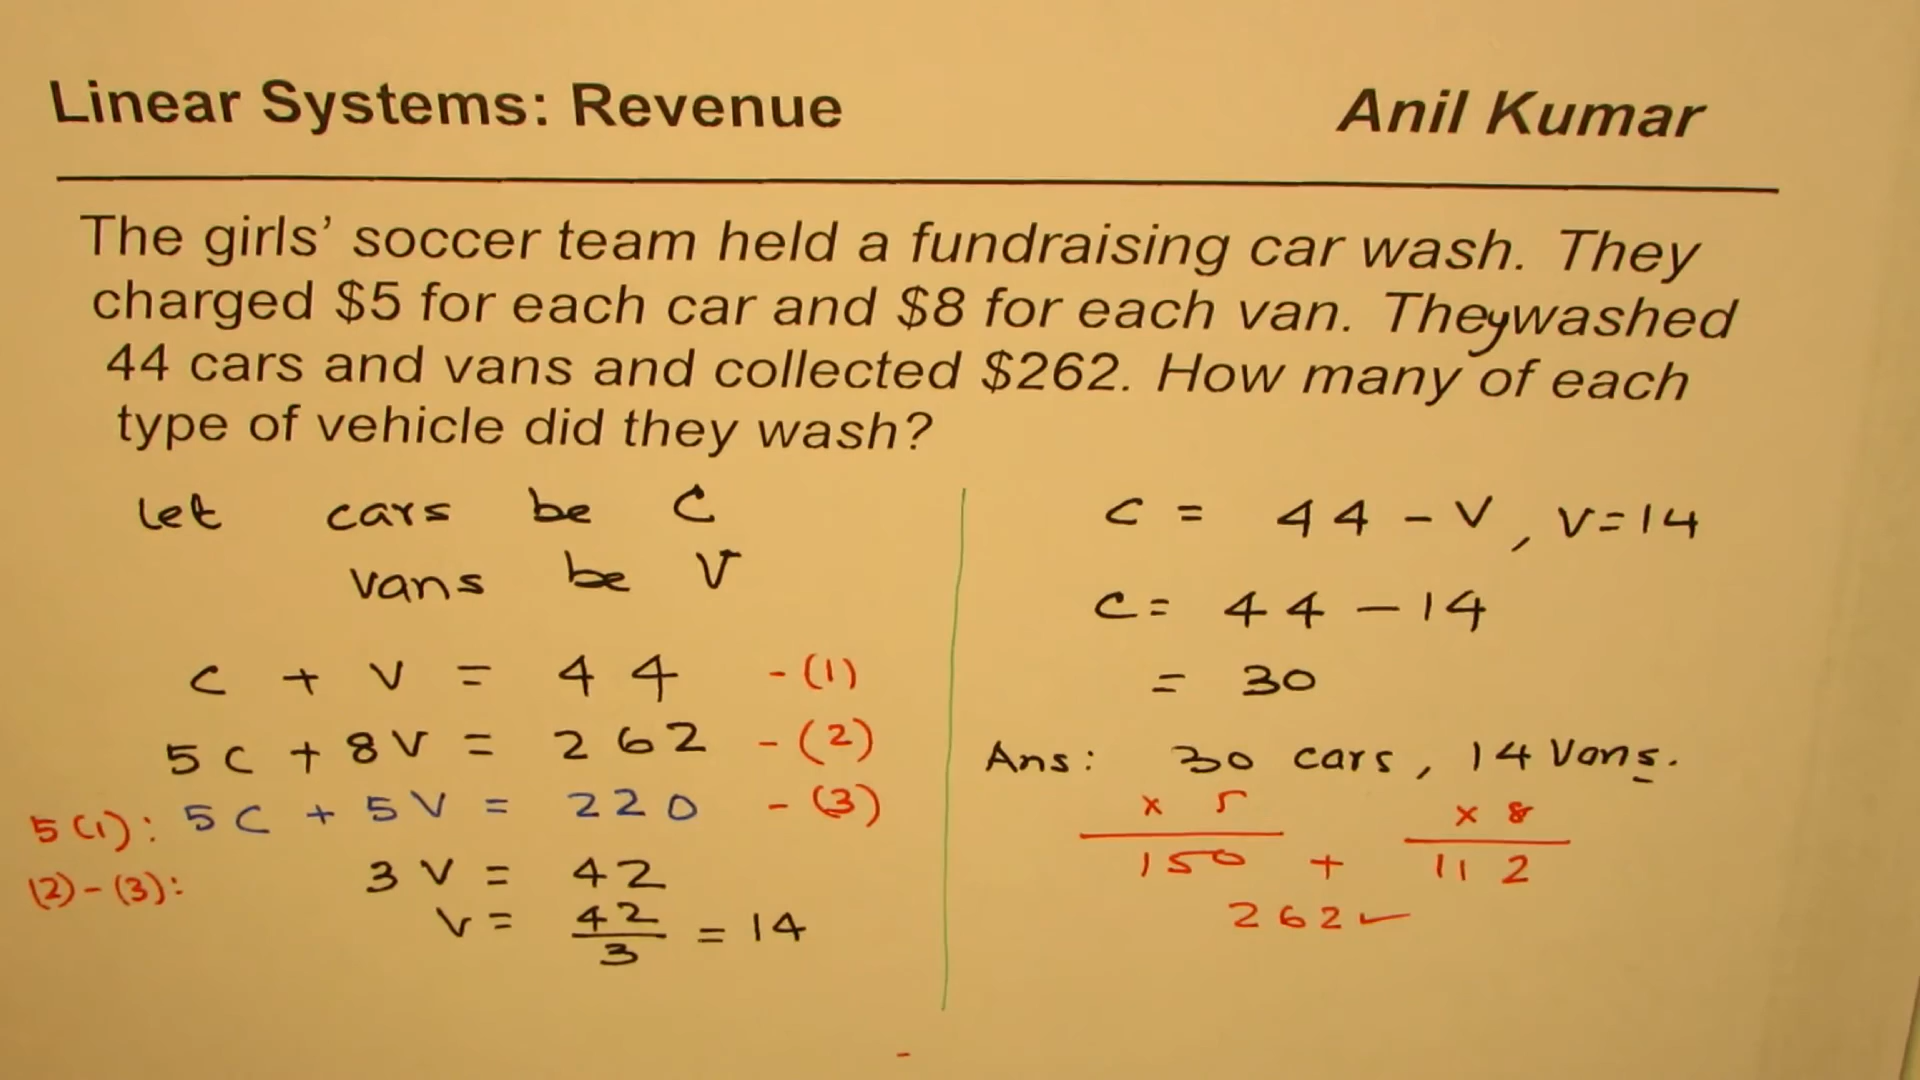 Linear Systems: Revenue
Anil Kumar
The girls' soccer team held a fundraising car wash. They
charged $5 for each car and $8 for each van. They washed
44 cars and vans and collected $262. How many of each
type of vehicle did they wash?
Let cars be C
vans be V
C + V = 44 - (1)
5C + 8V = 262 - (2)
5(1): 5C + 5V = 220 - (3)
(2)-(3): 3V = 42
V = 42/3 = 14
C = 44 - V, V=14
C = 44 - 14
= 30
Ans: 30 cars, 14 Vans.
x 5 x 8
150 + 112
262 ✓